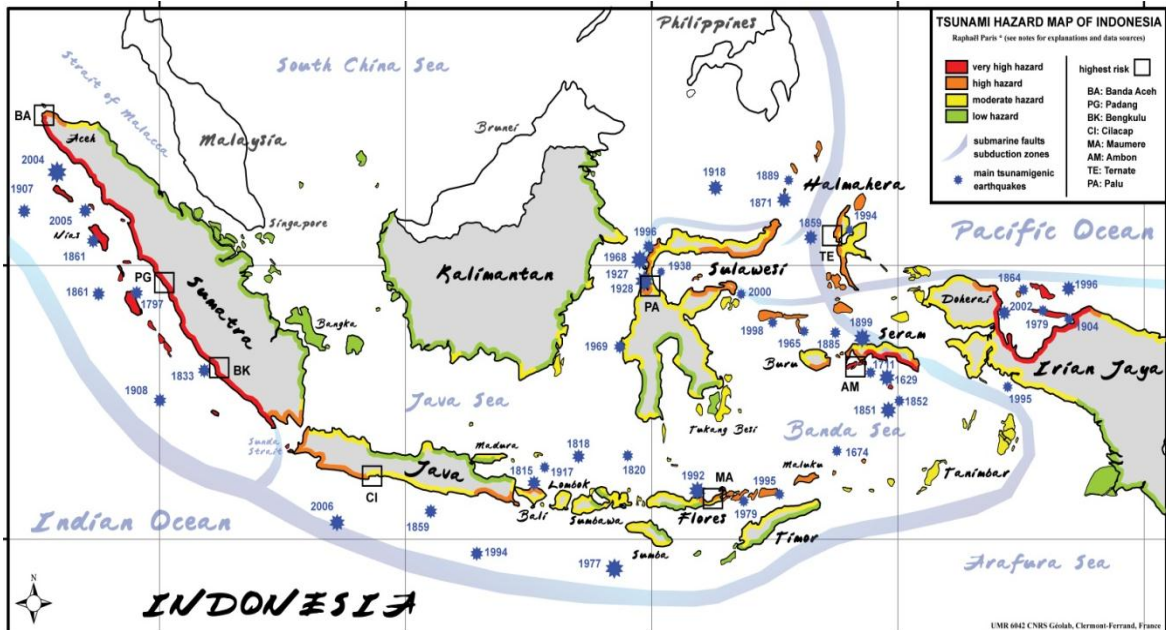 TSUNAMI HAZARD MAP OF INDONESIA
Raphaël Paris * (see notes for explanations and data sources)
very high hazard
high hazard
moderate hazard
low hazard
submarine faults
subduction zones
main tsunamigenic
earthquakes
highest risk
BA: Banda Aceh
PG: Padang
BK: Bengkulu
CI: Cilacap
MA: Maumere
AM: Ambon
TE: Ternate
PA: Palu
Philippines
South China Sea
Strait of Malacca
Malaysia
Brunei
BA
Aceh
2004
1907
2005
Nias
1861
1861
1797
PG
Singapore
Sumatra
Bangka
Kalimantan
1833
BK
1908
Sunda
Strait
Java Sea
Indian Ocean
Java
Madura
CI
2006
1859
1994
1977
1815
1917
1818
1820
Bali
Lombok
Sumbawa
Sumba
Flores
1992
MA
1979
1995
Maluku
Timor
1918
1889
1871
Halmahera
1859
1994
TE
1996
1968
1927
1928
1938
Sulawesi
PA
2000
1998
1965
1885
1899
1969
Seram
Buru
AM
1711
1629
1852
1851
Tukang Besi
Banda Sea
1674
Tanimbar
Pacific Ocean
Doherai
1864
1996
2002
1979
1904
Irian Jaya
1995
Arafura Sea
N
INDONESIA
UMR 6042 CNRS Géolab, Clermont-Ferrand, France